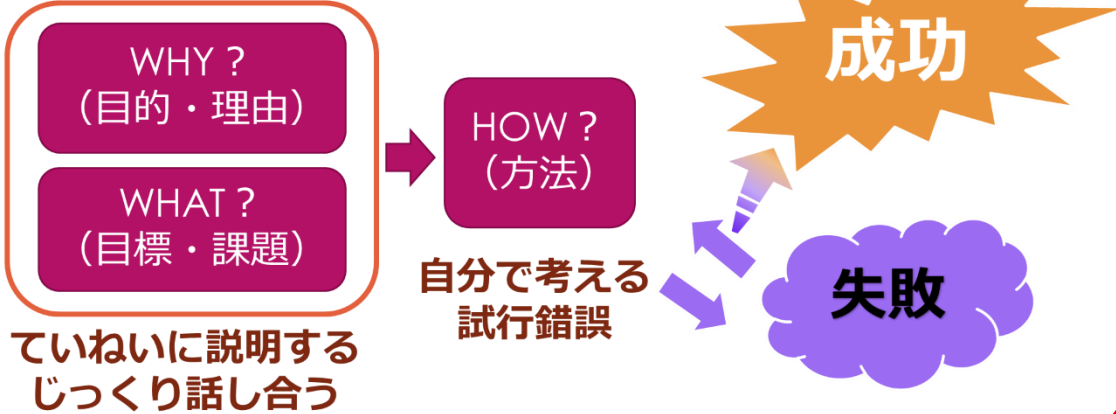 WHY？
（目的・理由）
WHAT？
（目標・課題）
ていねいに説明する
じっくり話し合う
HOW？
（方法）
自分で考える
試行錯誤
成功
失敗